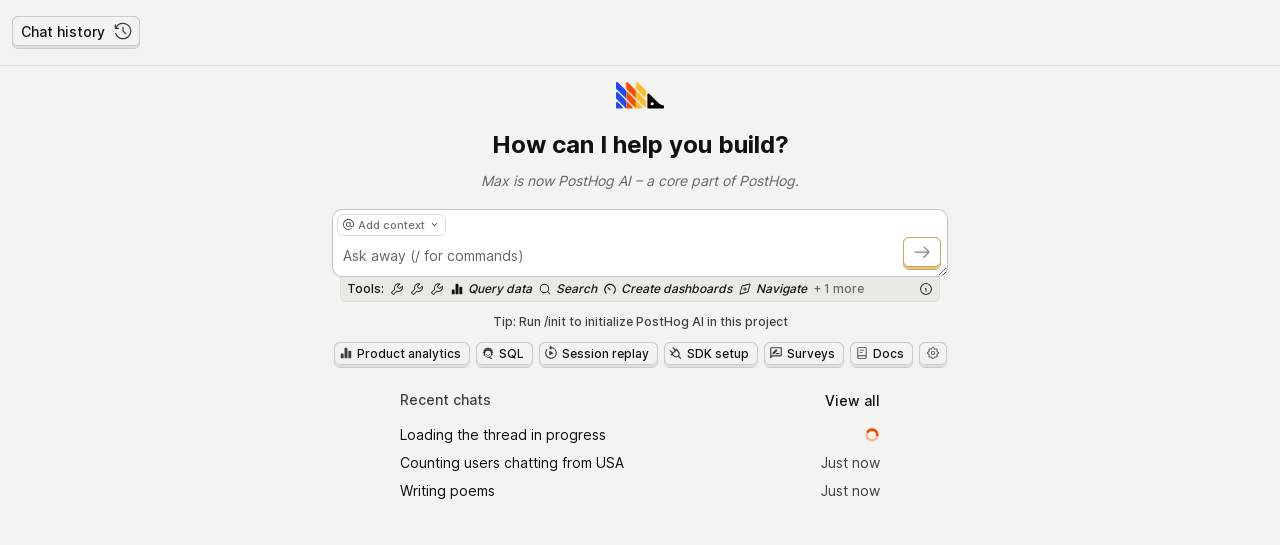 Chat history
How can I help you build?
Max is now PostHog AI – a core part of PostHog.
@ Add context
Ask away (/ for commands)
Tools: Query data Search Create dashboards Navigate + 1 more
Tip: Run /init to initialize PostHog AI in this project
Product analytics SQL Session replay SDK setup Surveys Docs
Recent chats View all
Loading the thread in progress
Counting users chatting from USA Just now
Writing poems Just now